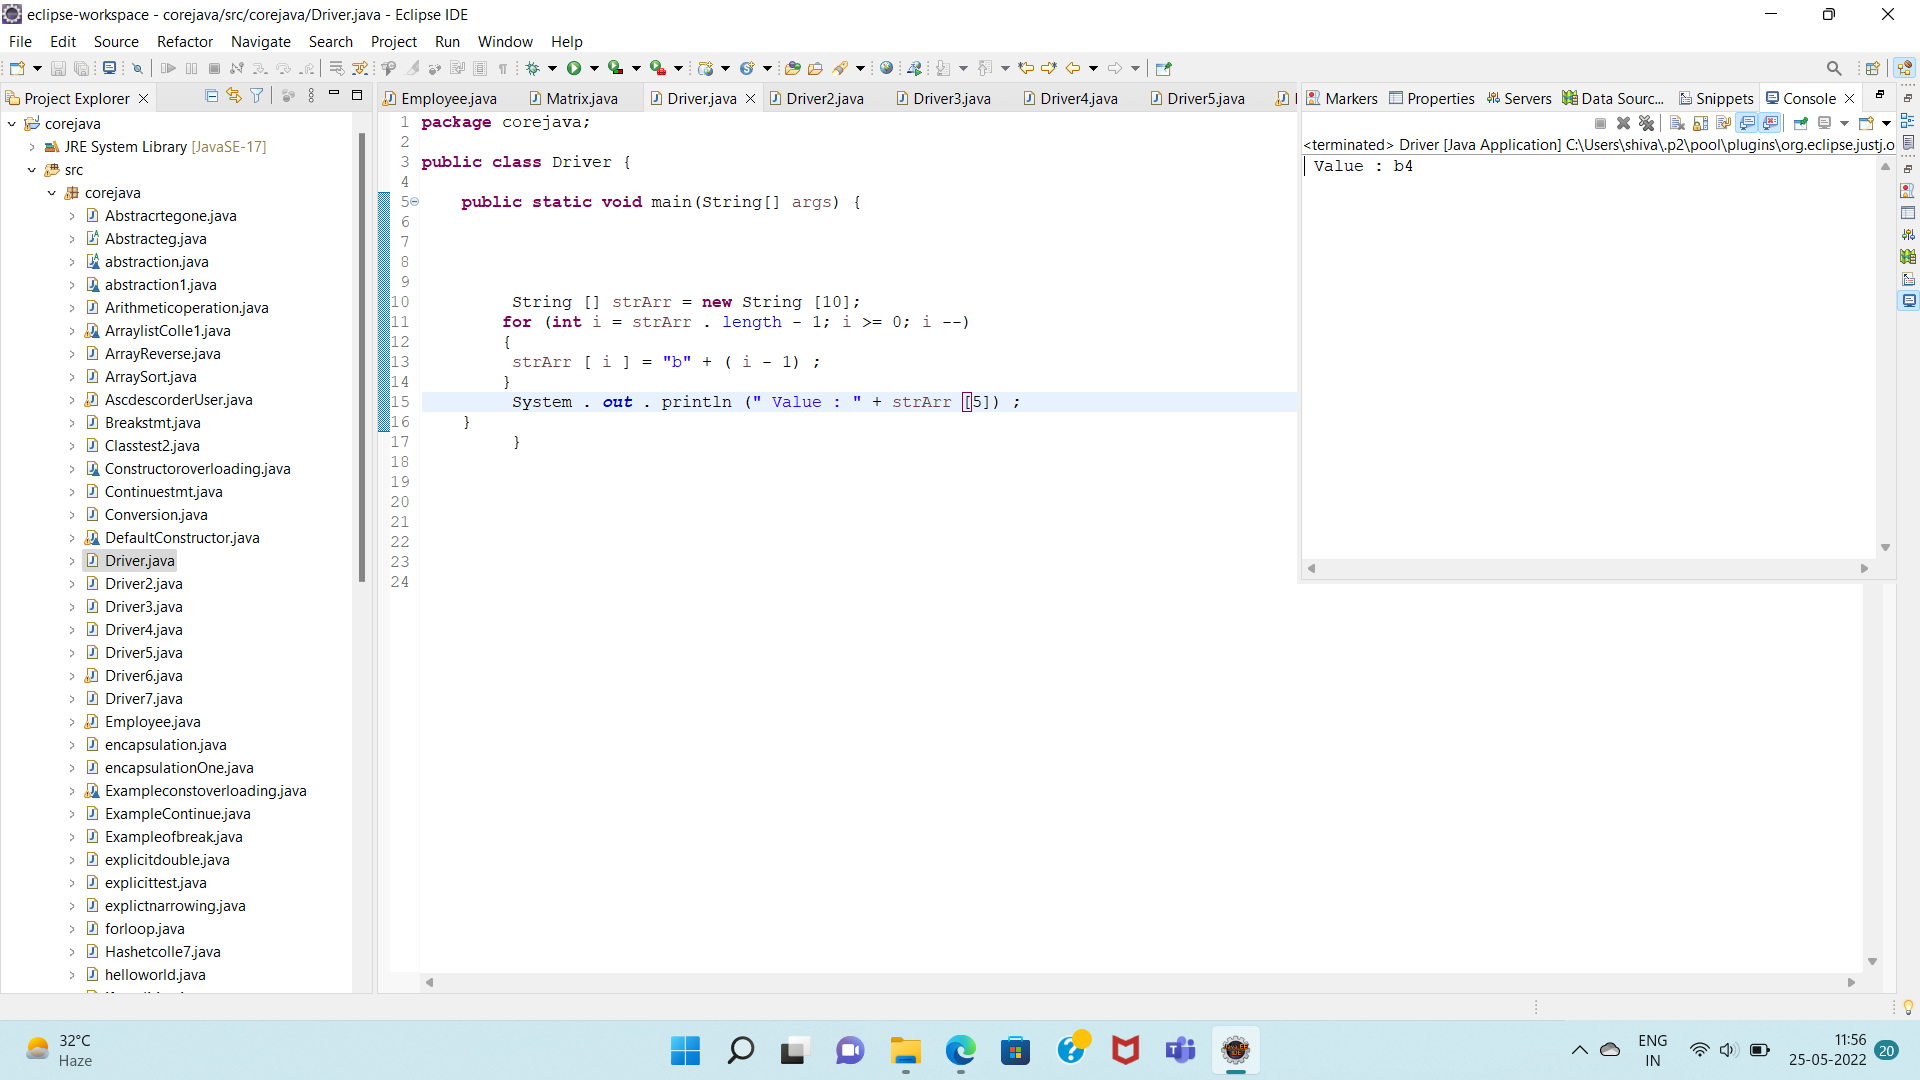 eclipse-workspace - corejava/src/corejava/Driver.java - Eclipse IDE
File Edit Source Refactor Navigate Search Project Run Window Help
Project Explorer
Employee.java Matrix.java Driver.java Driver2.java Driver3.java Driver4.java Driver5.java
Markers Properties Servers Data Sourc... Snippets Console
corejava
JRE System Library [JavaSE-17]
src
corejava
Abstracrtegone.java
Abstracteg.java
abstraction.java
abstraction1.java
Arithmeticoperation.java
ArraylistColle1.java
ArrayReverse.java
ArraySort.java
AscdescorderUser.java
Breakstmt.java
Classtest2.java
Constructoroverloading.java
Continuestmt.java
Conversion.java
DefaultConstructor.java
Driver.java
Driver2.java
Driver3.java
Driver4.java
Driver5.java
Driver6.java
Driver7.java
Employee.java
encapsulation.java
encapsulationOne.java
Exampleconstoverloading.java
ExampleContinue.java
Exampleofbreak.java
explicitdouble.java
explicittest.java
explictnarrowing.java
forloop.java
Hashetcolle7.java
helloworld.java
1 package corejava;
2
3 public class Driver {
4
5 public static void main(String[] args) {
6
7
8
9
10 String [] strArr = new String [10];
11 for (int i = strArr . length - 1; i >= 0; i --)
12 {
13 strArr [ i ] = "b" + ( i - 1) ;
14 }
15 System . out . println (" Value : " + strArr [5]) ;
16 }
17 }
18
19
20
21
22
23
24
<terminated> Driver [Java Application] C:\Users\shiva\.p2\pool\plugins\org.eclipse.justj.o
Value : b4
32°C
Haze
ENG
IN
11:56
25-05-2022
20